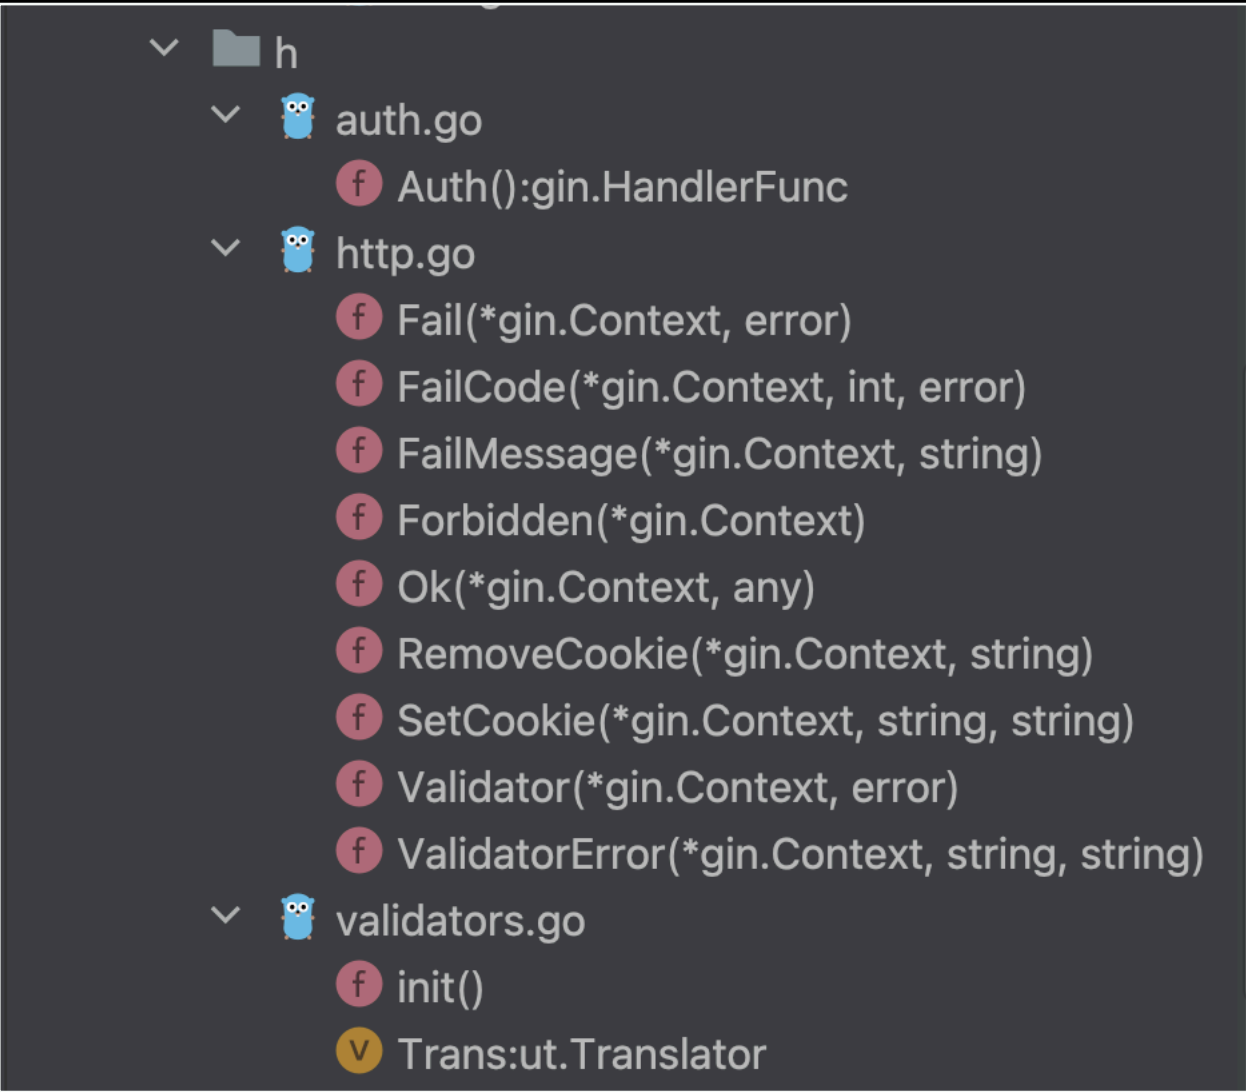 h
auth.go
f Auth():gin.HandlerFunc
http.go
f Fail(*gin.Context, error)
f FailCode(*gin.Context, int, error)
f FailMessage(*gin.Context, string)
f Forbidden(*gin.Context)
f Ok(*gin.Context, any)
f RemoveCookie(*gin.Context, string)
f SetCookie(*gin.Context, string, string)
f Validator(*gin.Context, error)
f ValidatorError(*gin.Context, string, string)
validators.go
f init()
V Trans:ut.Translator